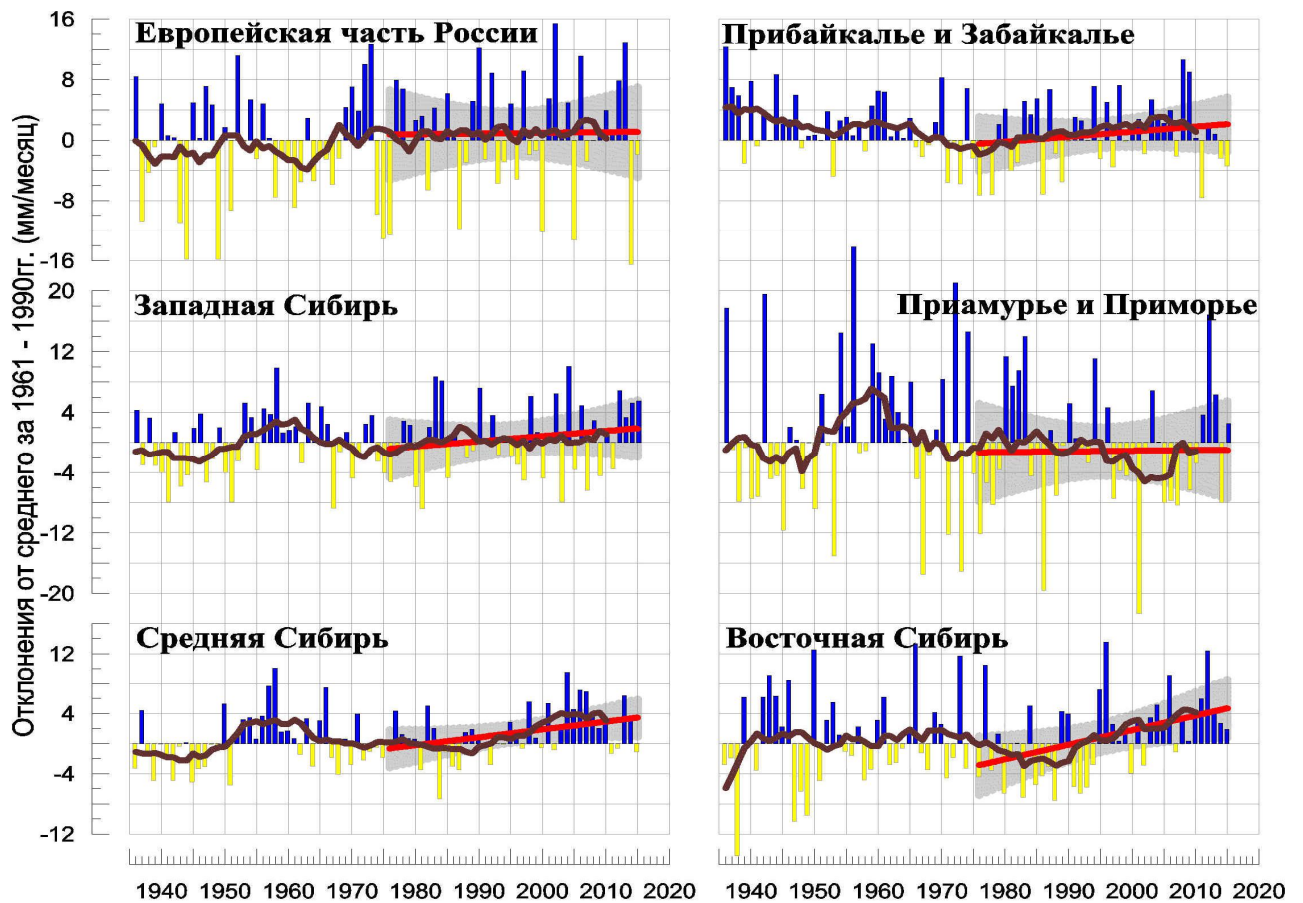 Отклонения от среднего за 1961 - 1990гг. (мм/месяц)
16
8
0
-8
-16
20
12
4
-4
-12
-20
12
4
-4
-12
Европейская часть России
Прибайкалье и Забайкалье
Западная Сибирь
Приамурье и Приморье
Средняя Сибирь
Восточная Сибирь
1940 1950 1960 1970 1980 1990 2000 2010 2020
1940 1950 1960 1970 1980 1990 2000 2010 2020